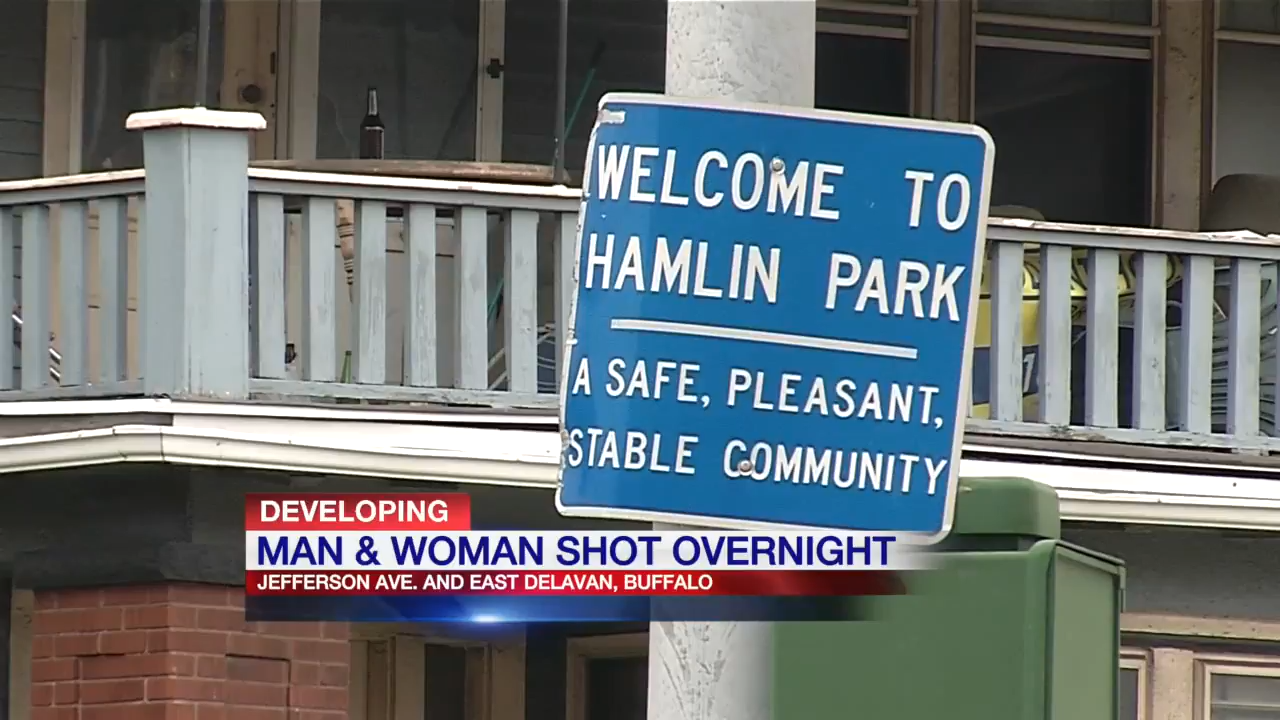 WELCOME TO
HAMLIN PARK
A SAFE, PLEASANT,
STABLE COMMUNITY
DEVELOPING
MAN & WOMAN SHOT OVERNIGHT
JEFFERSON AVE. AND EAST DELAVAN, BUFFALO